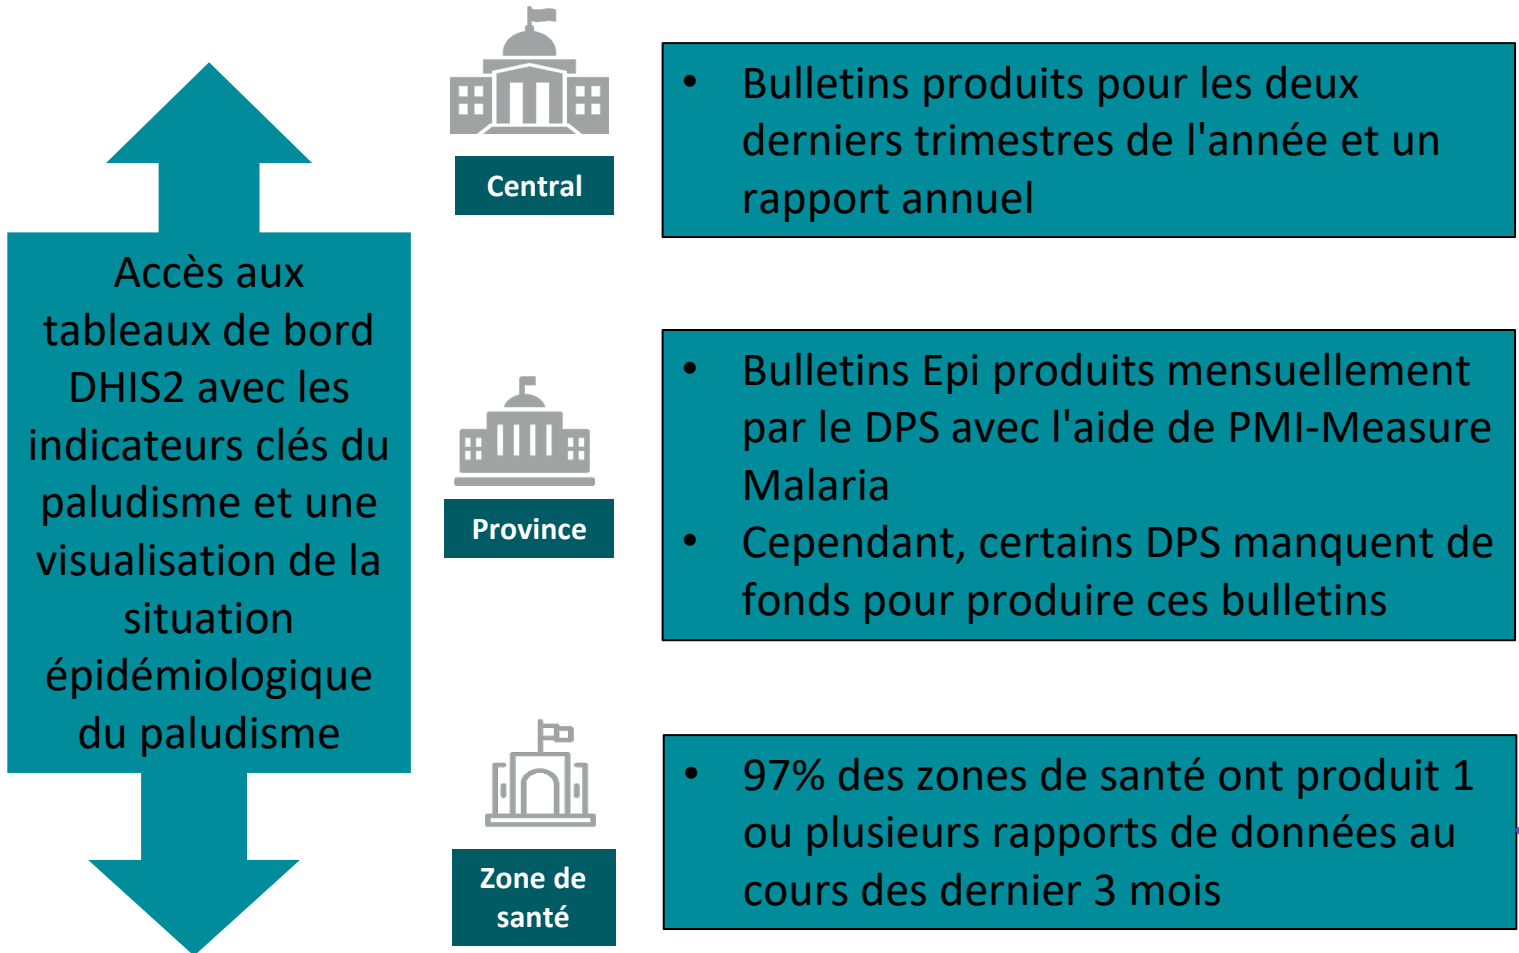 Accès aux
tableaux de bord
DHIS2 avec les
indicateurs clés du
paludisme et une
visualisation de la
situation
épidémiologique
du paludisme
Central
• Bulletins produits pour les deux
derniers trimestres de l'année et un
rapport annuel
Province
• Bulletins Epi produits mensuellement
par le DPS avec l'aide de PMI-Measure
Malaria
• Cependant, certains DPS manquent de
fonds pour produire ces bulletins
Zone de
santé
• 97% des zones de santé ont produit 1
ou plusieurs rapports de données au
cours des dernier 3 mois